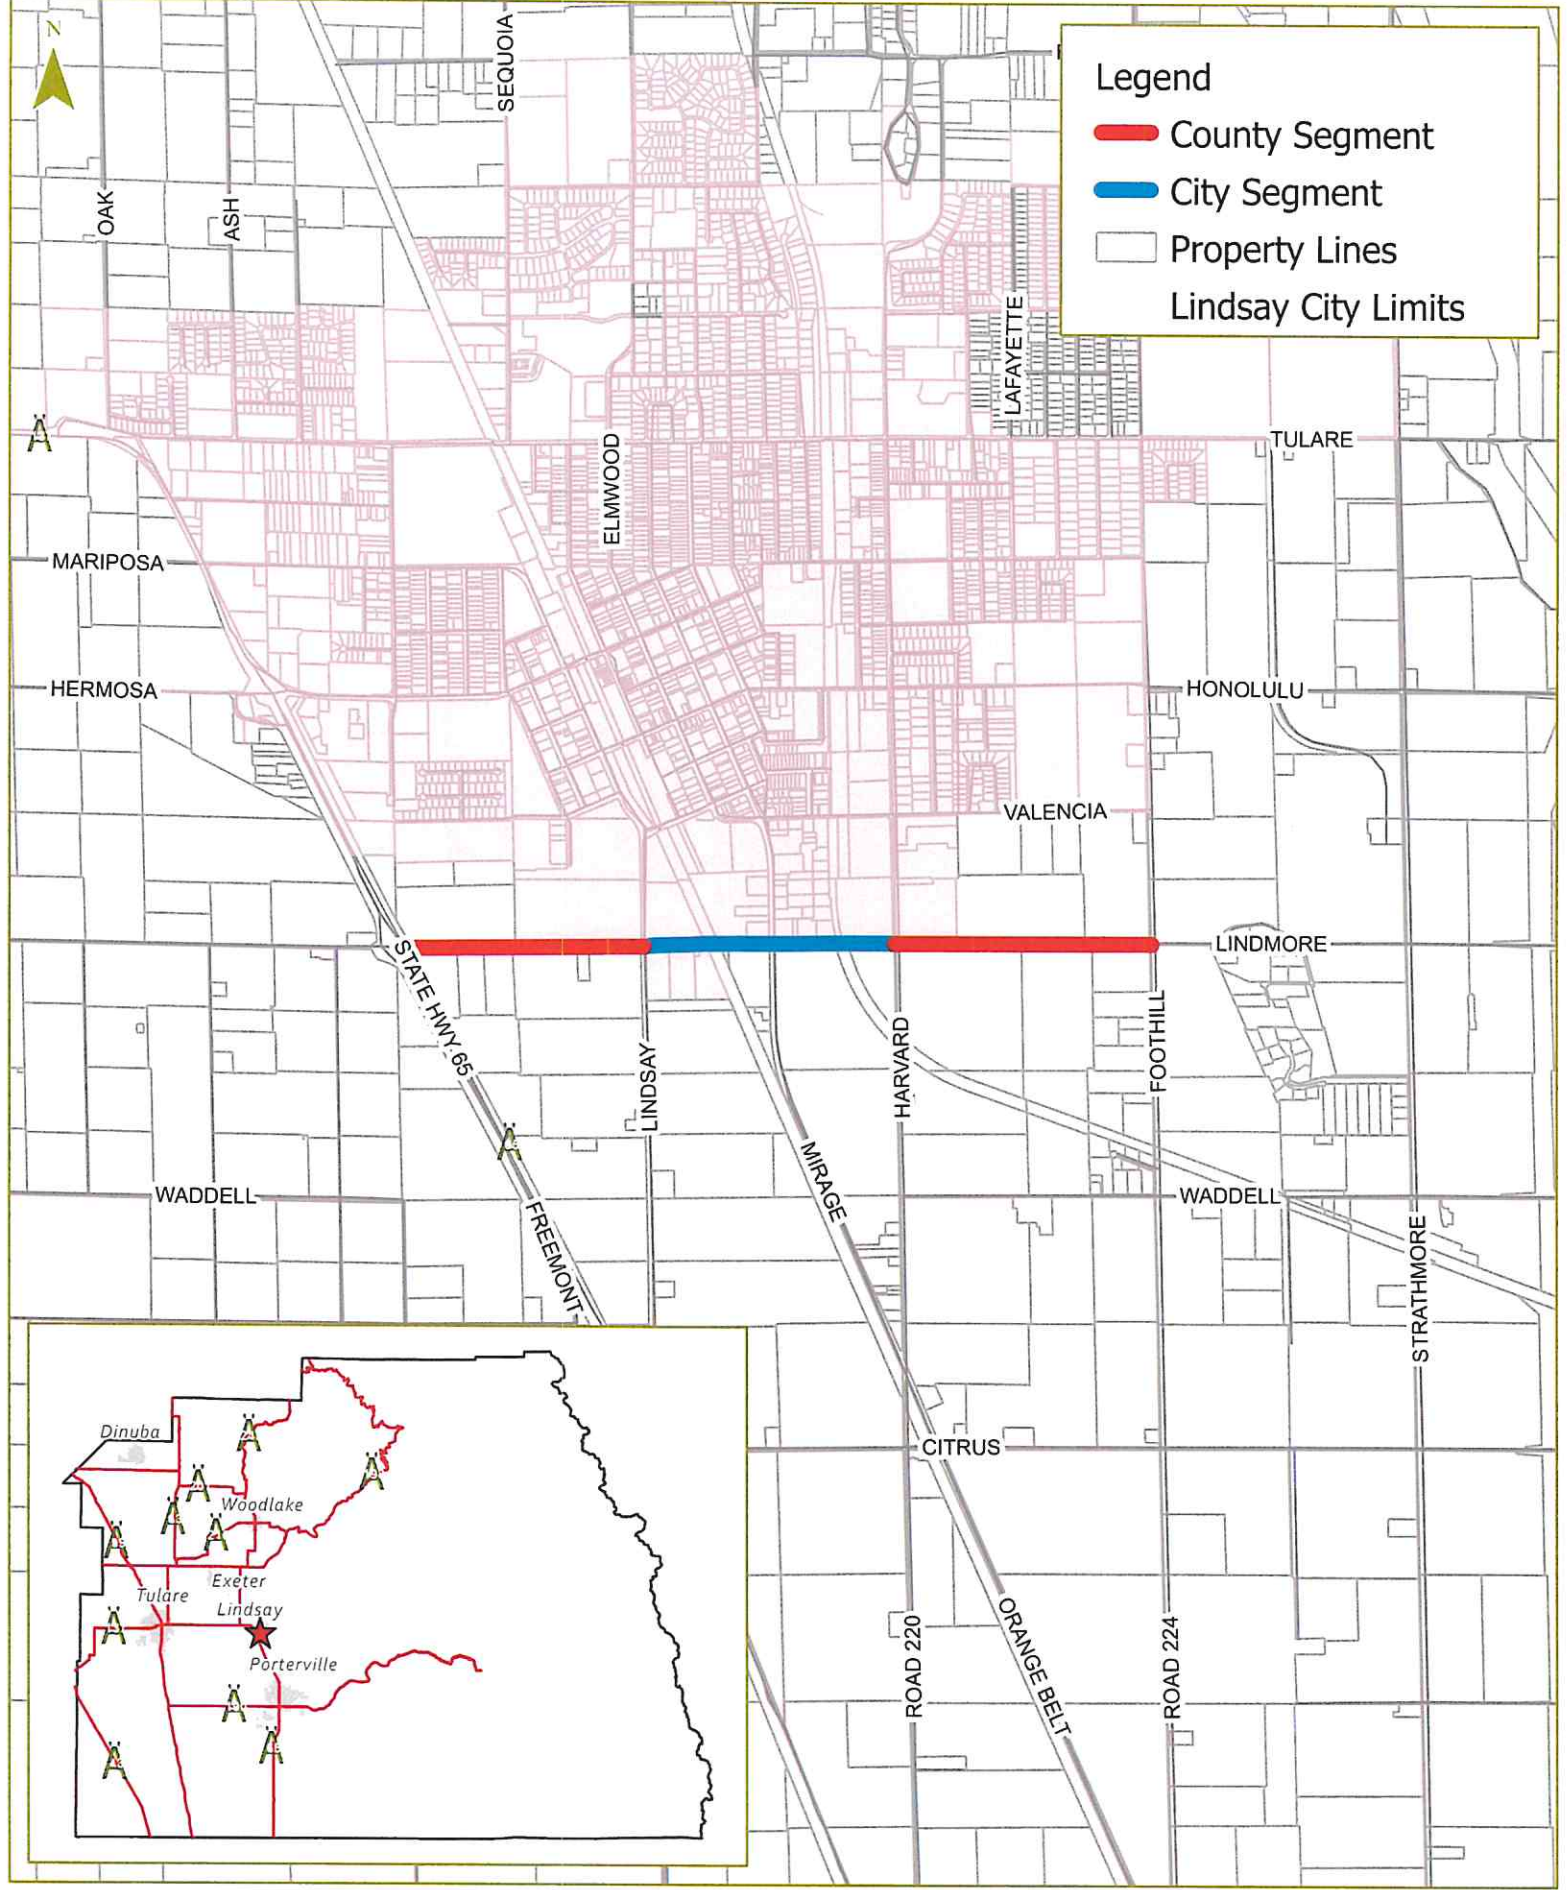 N
SEQUOIA
Legend
County Segment
City Segment
Property Lines
Lindsay City Limits
OAK
ASH
LAFAYETTE
TULARE
ELMWOOD
MARIPOSA
HERMOSA
HONOLULU
VALENCIA
LINDMORE
STATE HWY 65
LINDSAY
HARVARD
FOOTHILL
MIRAGE
WADDELL
WADDELL
FREEMONT
STRATHMORE
CITRUS
ROAD 220
ORANGE BELT
ROAD 224
Dinuba
Woodlake
Exeter
Tulare
Lindsay
Porterville